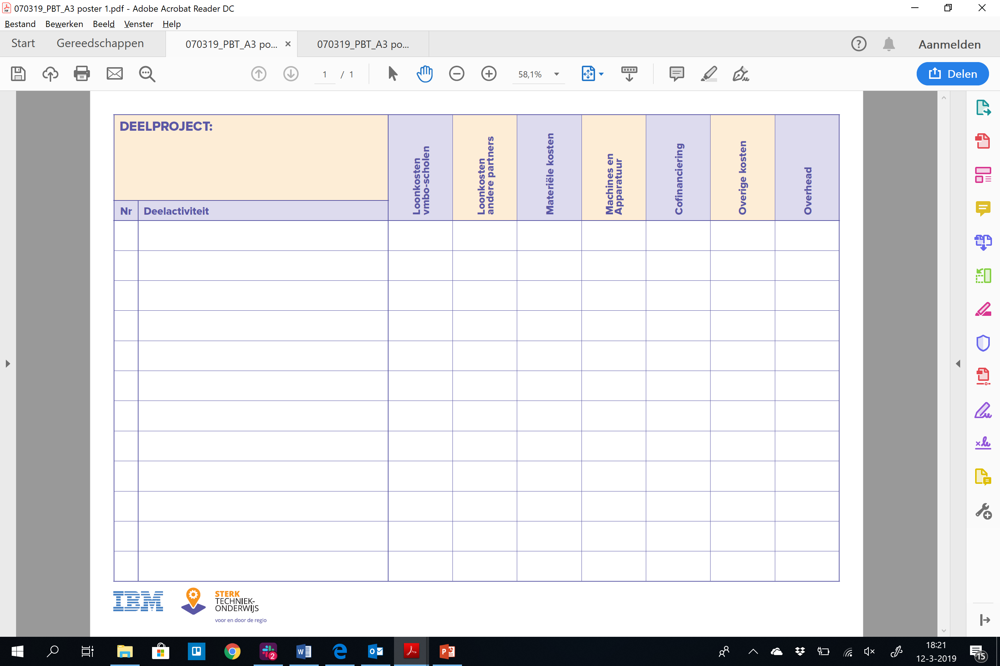 070319_PBT_A3 poster 1.pdf - Adobe Acrobat Reader DC
Bestand Bewerken Beeld Venster Help
Start Gereedschappen 070319_PBT_A3 po... 070319_PBT_A3 po... Aanmelden
1 / 1 58,1% Delen
DEELPROJECT:
Nr Deelactiviteit
Loonkosten
vmbo-scholen
Loonkosten
andere partners
Materiële kosten
Machines en
Apparatuur
Cofinanciering
Overige kosten
Overhead
IBM
STERK
TECHNIEK-
ONDERWIJS
voor en door de regio
2
18:21
12-3-2019
15